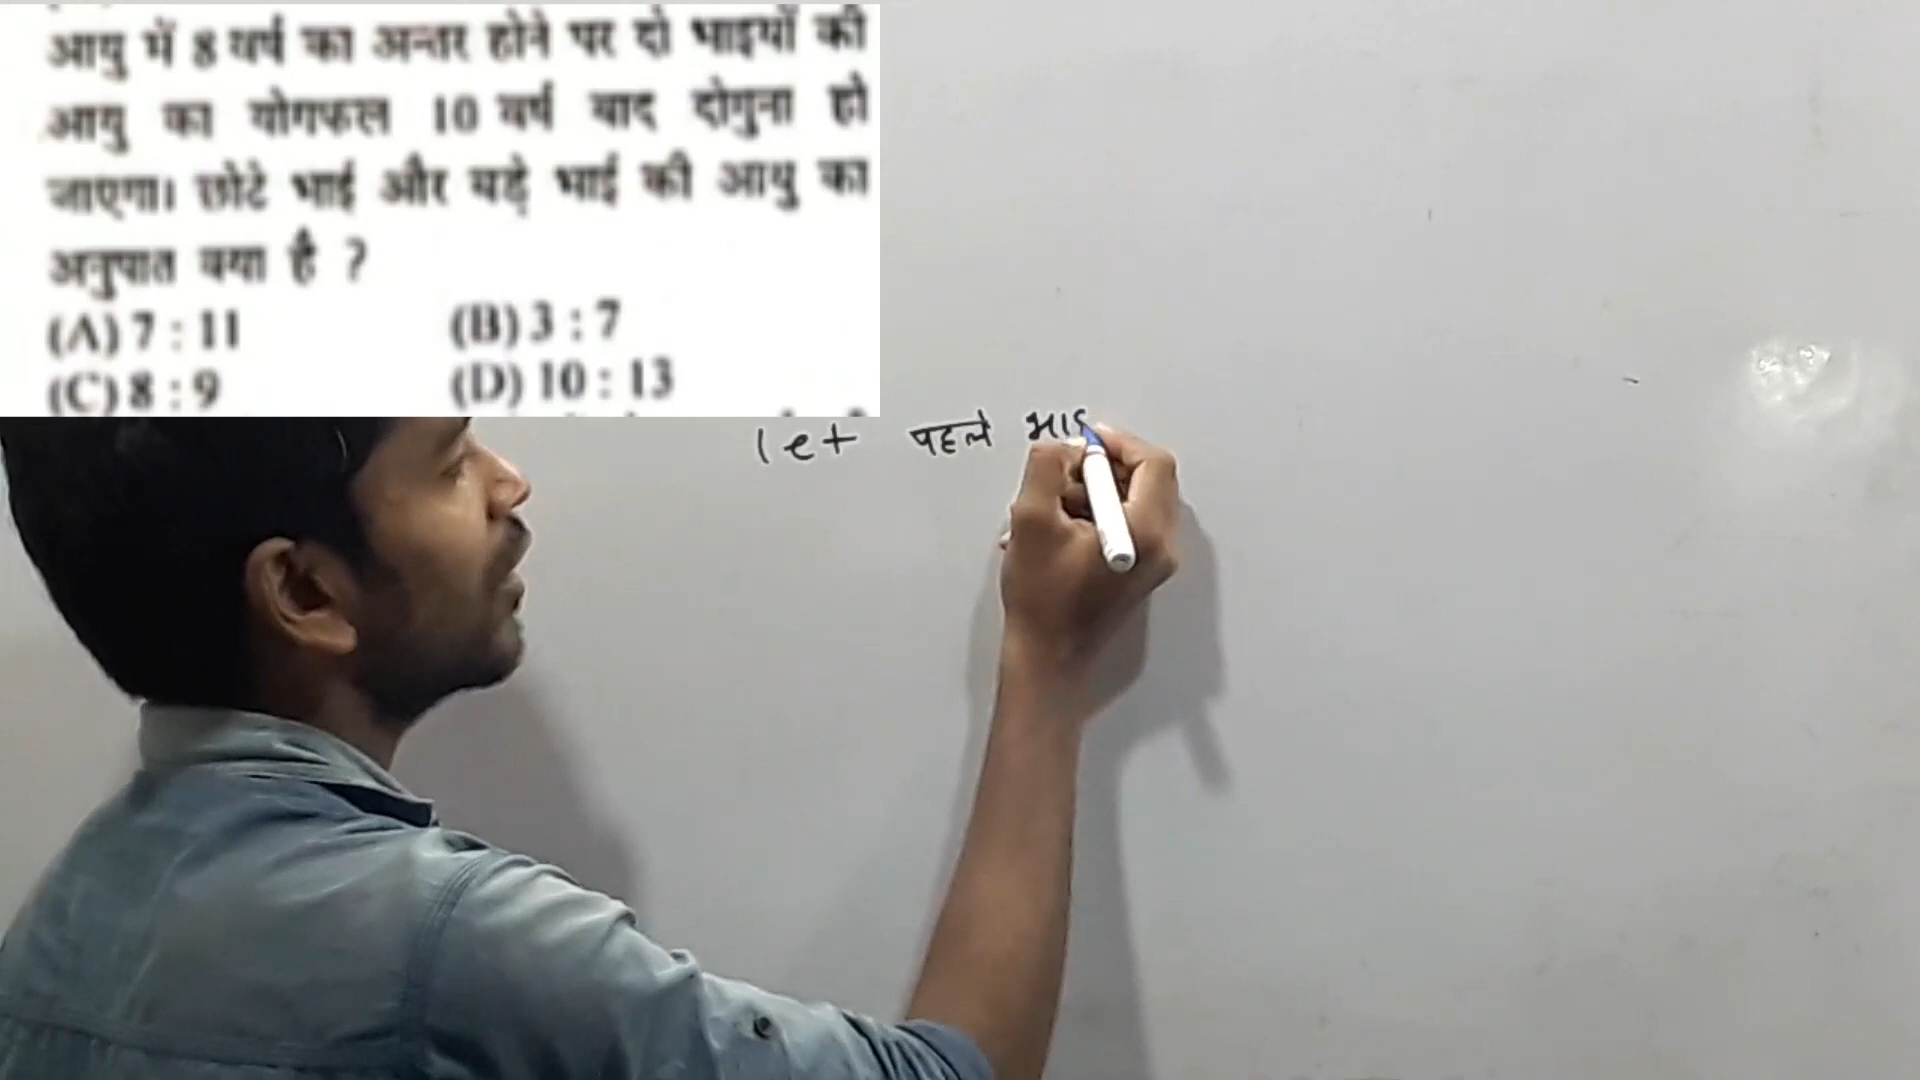 आयु में 8 वर्ष का अन्तर होने पर दो भाइयों की
आयु का योगफल 10 वर्ष बाद दोगुना हो
जाएगा। छोटे भाई और बड़े भाई की आयु का
अनुपात क्या है ?
(A) 7 : 11 (B) 3 : 7
(C) 8 : 9 (D) 10 : 13
let पहले भाइ